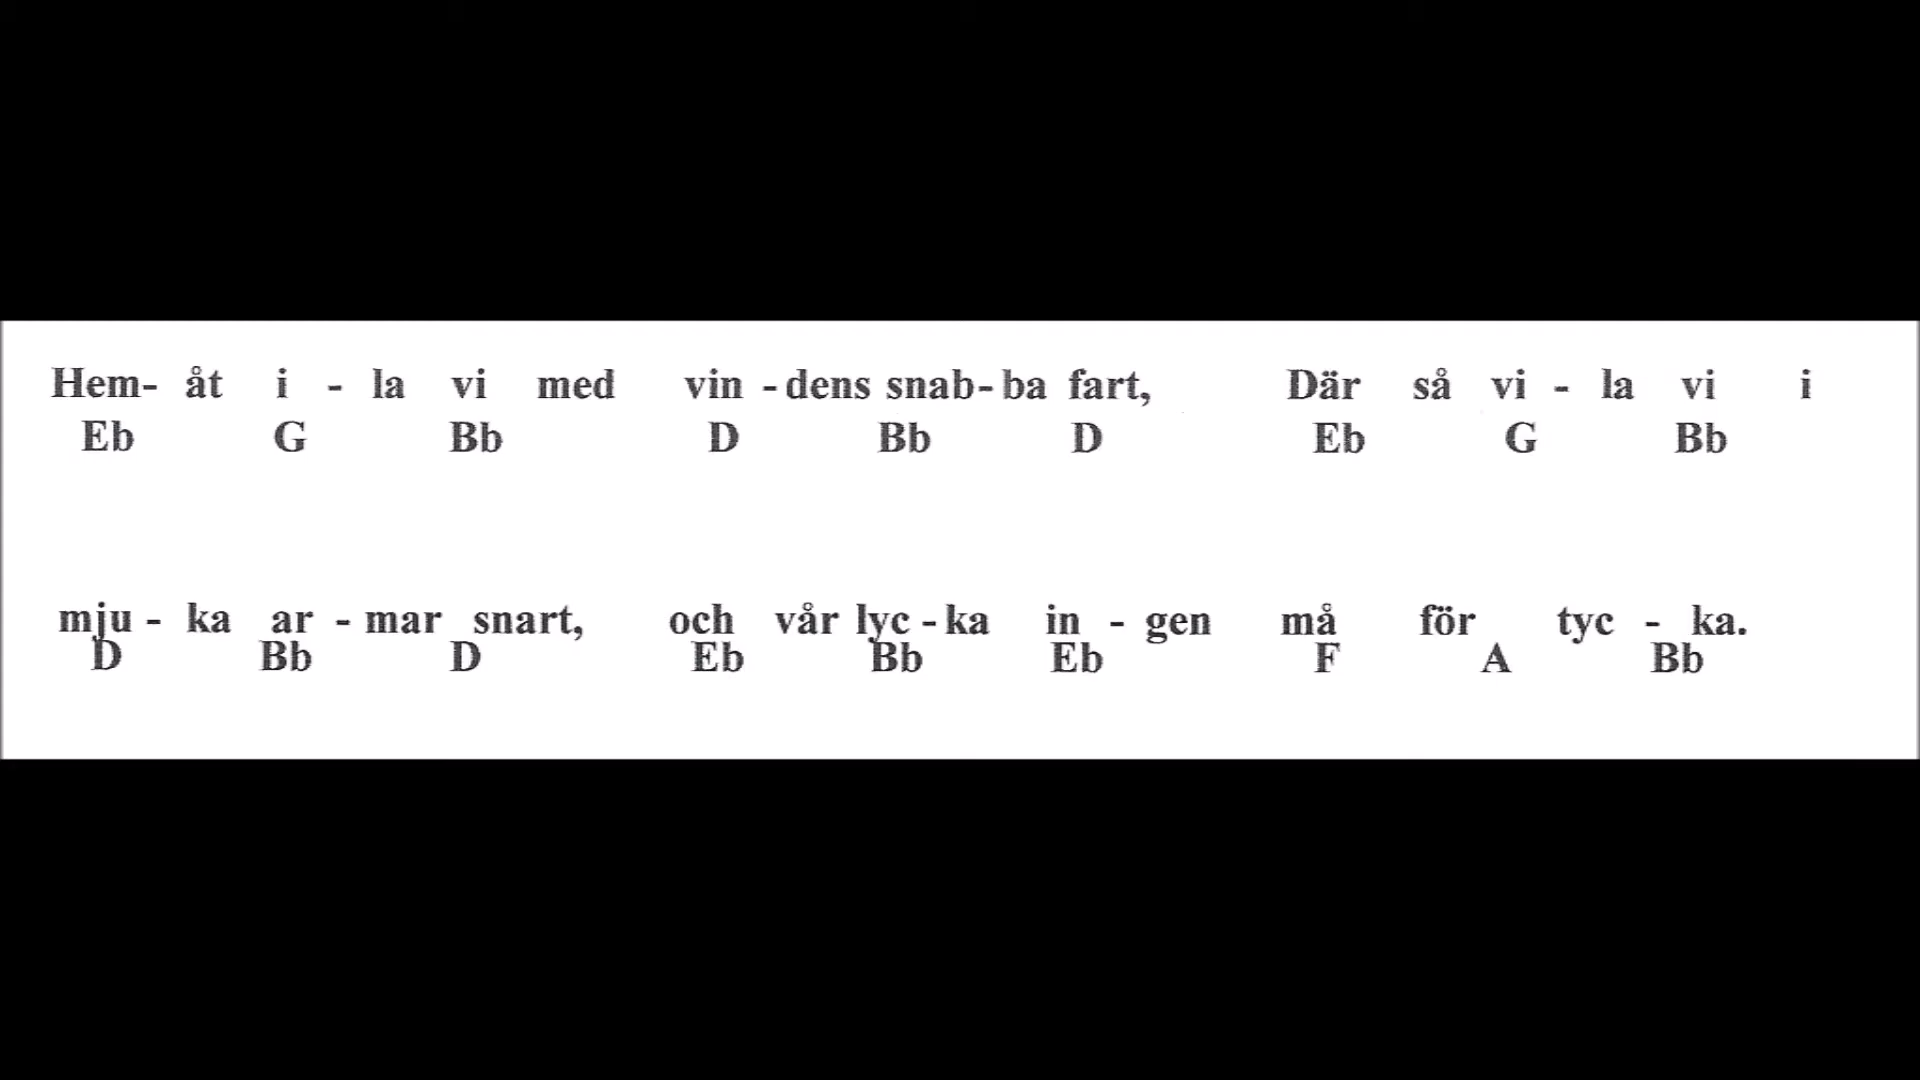 Hem- åt i - la vi med vin - dens snab - ba fart, Där så vi - la vi i
Eb G Bb D Bb D Eb G Bb
mju - ka ar - mar snart, och vår lyc - ka in - gen må för tyc - ka.
D Bb D Eb Bb Eb F A Bb